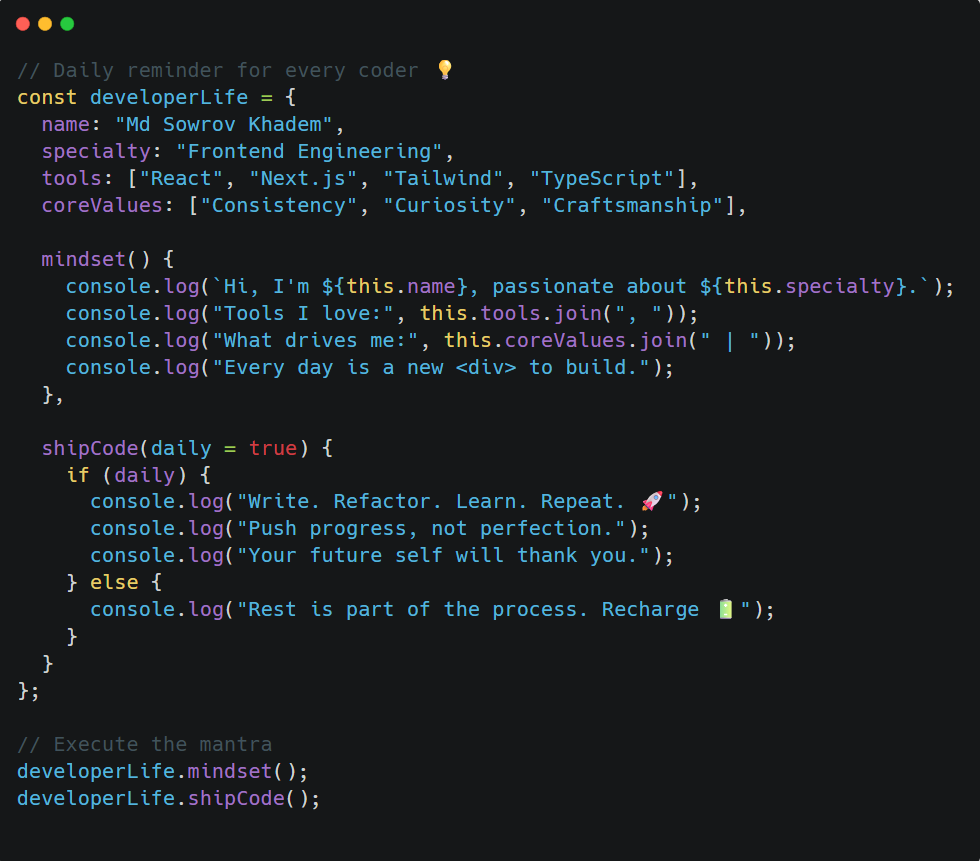 // Daily reminder for every coder 💡
const developerLife = {
  name: "Md Sowrov Khadem",
  specialty: "Frontend Engineering",
  tools: ["React", "Next.js", "Tailwind", "TypeScript"],
  coreValues: ["Consistency", "Curiosity", "Craftsmanship"],

  mindset() {
    console.log(`Hi, I'm ${this.name}, passionate about ${this.specialty}.`);
    console.log("Tools I love:", this.tools.join(", "));
    console.log("What drives me:", this.coreValues.join(" | "));
    console.log("Every day is a new <div> to build.");
  },

  shipCode(daily = true) {
    if (daily) {
      console.log("Write. Refactor. Learn. Repeat. 🚀");
      console.log("Push progress, not perfection.");
      console.log("Your future self will thank you.");
    } else {
      console.log("Rest is part of the process. Recharge 🔋");
    }
  }
};

// Execute the mantra
developerLife.mindset();
developerLife.shipCode();